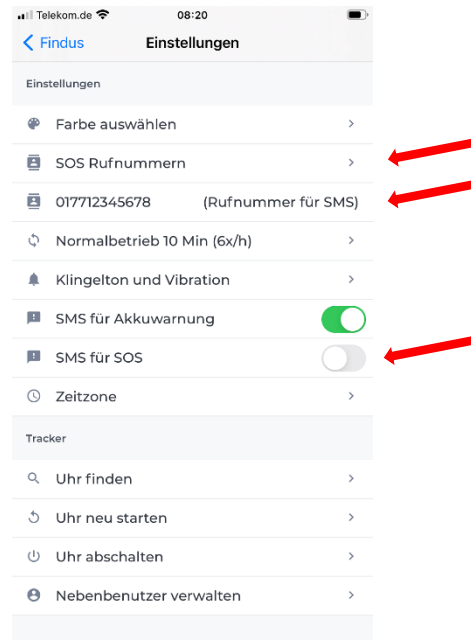 Telekom.de 08:20
Findus Einstellungen
Einstellungen
Farbe auswählen
SOS Rufnummern
017712345678 (Rufnummer für SMS)
Normalbetrieb 10 Min (6x/h)
Klingelton und Vibration
SMS für Akkuwarnung
SMS für SOS
Zeitzone
Tracker
Uhr finden
Uhr neu starten
Uhr abschalten
Nebenbenutzer verwalten